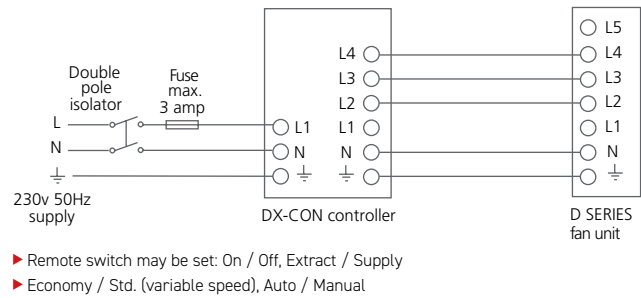 Double
pole
isolator
Fuse
max.
3 amp
L
N
230v 50Hz
supply
L1
N
L4
L3
L2
L1
N
DX-CON controller
L5
L4
L3
L2
L1
N
D SERIES
fan unit
Remote switch may be set: On / Off, Extract / Supply
Economy / Std. (variable speed), Auto / Manual